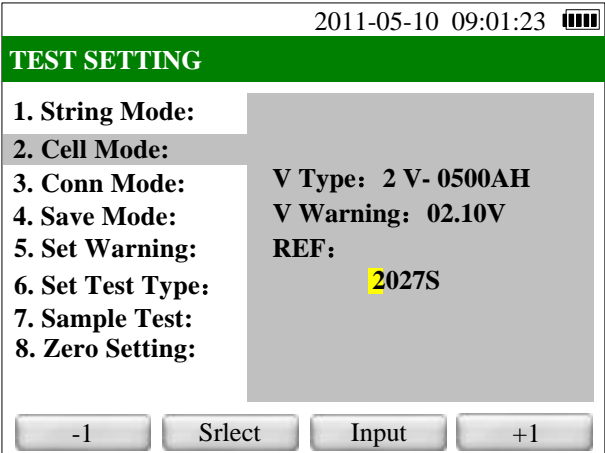 2011-05-10 09:01:23
TEST SETTING
1. String Mode:
2. Cell Mode:
3. Conn Mode:
4. Save Mode:
5. Set Warning:
6. Set Test Type：
7. Sample Test:
8. Zero Setting:
V Type：2 V- 0500AH
V Warning：02.10V
REF：
2027S
-1 Srlect Input +1